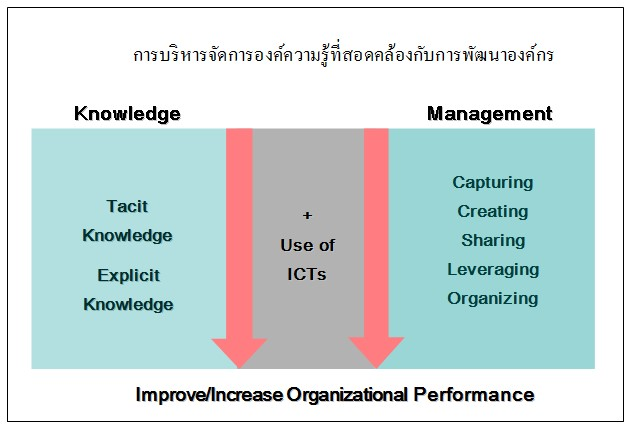 การบริหารจัดการองค์ความรู้ที่สอดคล้องกับการพัฒนาองค์กร
Knowledge
Management
Tacit
Knowledge
Explicit
Knowledge
+
Use of
ICTs
Capturing
Creating
Sharing
Leveraging
Organizing
Improve/Increase Organizational Performance